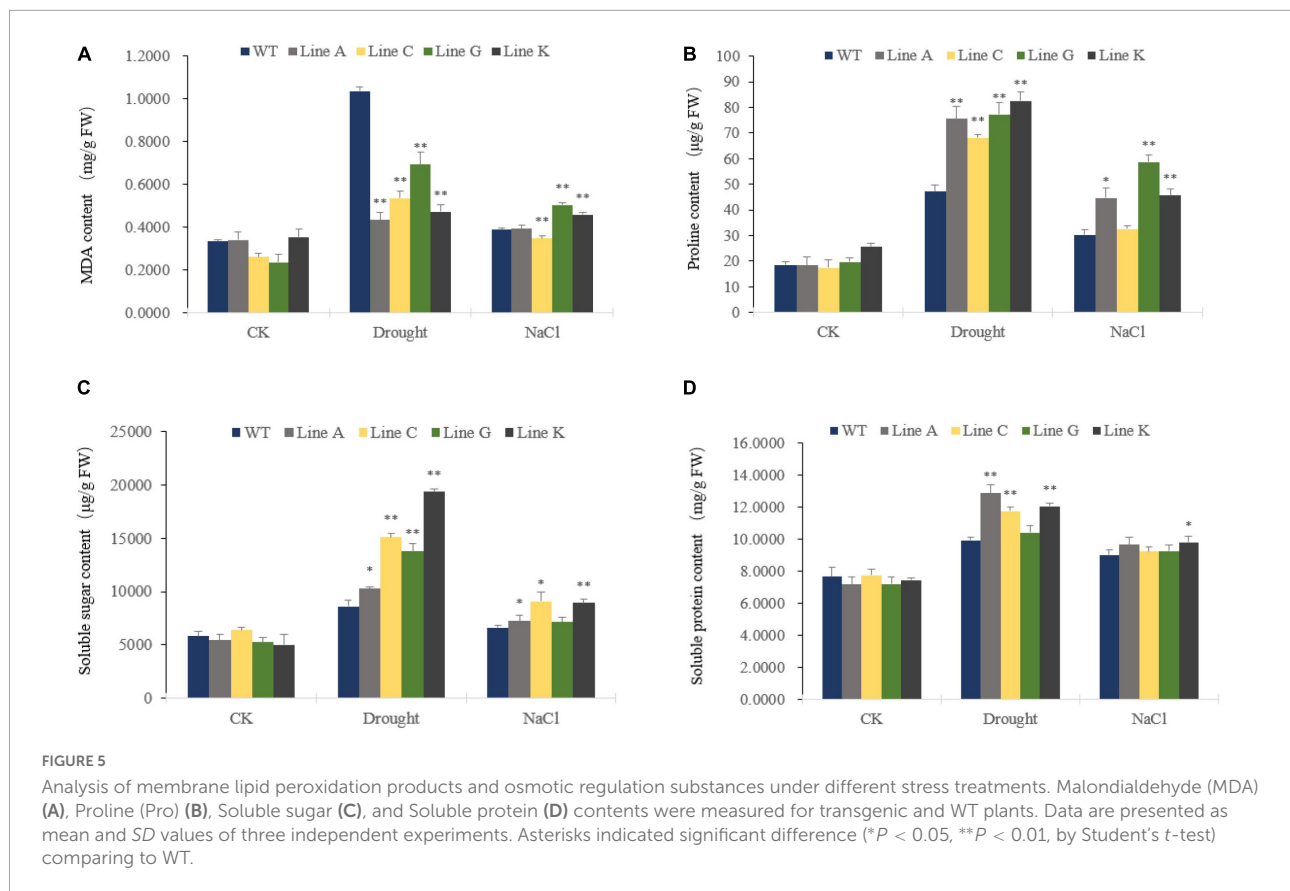 A
WT Line A Line C Line G Line K
MDA content （mg/g FW）
1.2000
1.0000
0.8000
0.6000
0.4000
0.2000
0.0000
** ** ** **
** ** **
CK Drought NaCl
B
WT Line A Line C Line G Line K
Proline content （μg/g FW）
100
90
80
70
60
50
40
30
20
10
0
** ** ** **
* ** **
CK Drought NaCl
C
WT Line A Line C Line G Line K
Soluble sugar content （μg/g FW）
25000
20000
15000
10000
5000
0
* ** ** **
* * **
CK Drought NaCl
D
WT Line A Line C Line G Line K
Soluble protein content （mg/g FW）
16.0000
14.0000
12.0000
10.0000
8.0000
6.0000
4.0000
2.0000
0.0000
** ** **
*
CK Drought NaCl
FIGURE 5
Analysis of membrane lipid peroxidation products and osmotic regulation substances under different stress treatments. Malondialdehyde (MDA)
(A), Proline (Pro) (B), Soluble sugar (C), and Soluble protein (D) contents were measured for transgenic and WT plants. Data are presented as
mean and SD values of three independent experiments. Asterisks indicated significant difference (*P < 0.05, **P < 0.01, by Student's t-test)
comparing to WT.